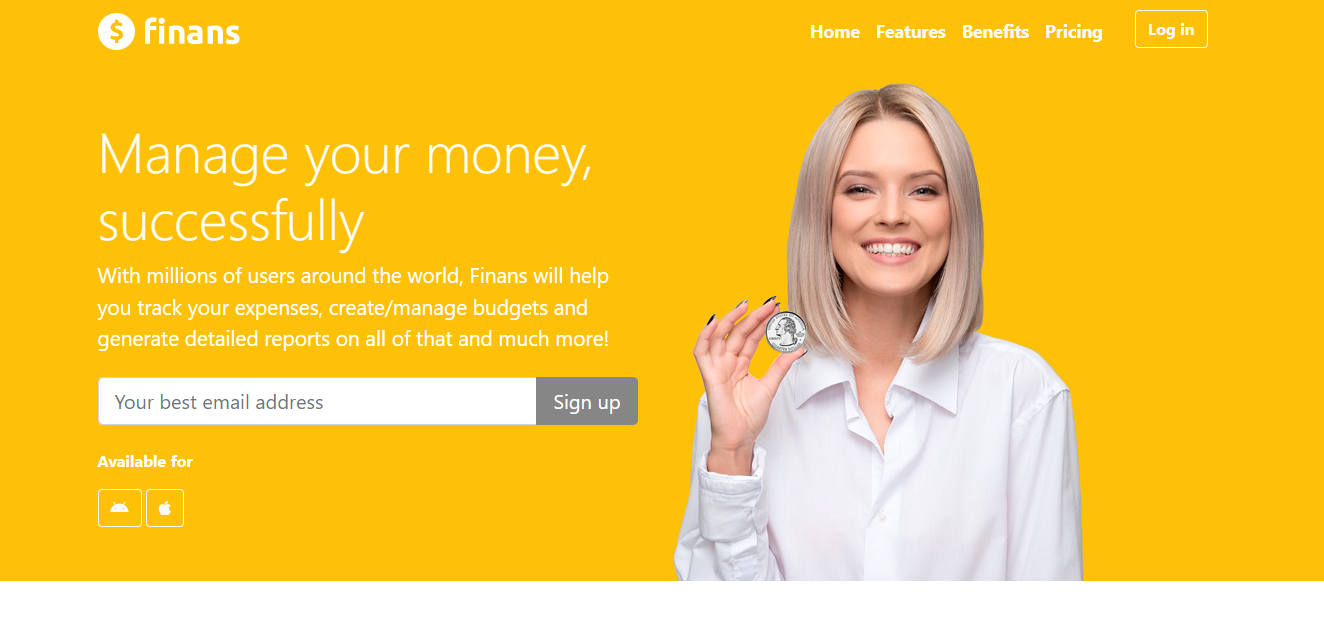 finans
Home Features Benefits Pricing Log in
Manage your money,
successfully
With millions of users around the world, Finans will help
you track your expenses, create/manage budgets and
generate detailed reports on all of that and much more!
Your best email address Sign up
Available for